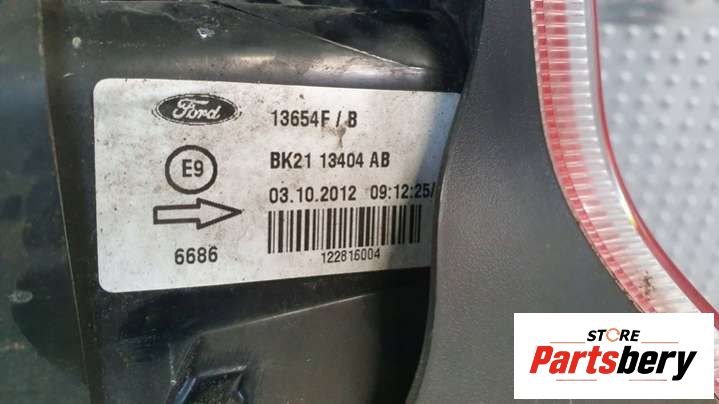 Ford
13654F / B
E9
BK21 13404 AB
03.10.2012 09:12:25/
6686
122816004
STORE
Partsbery